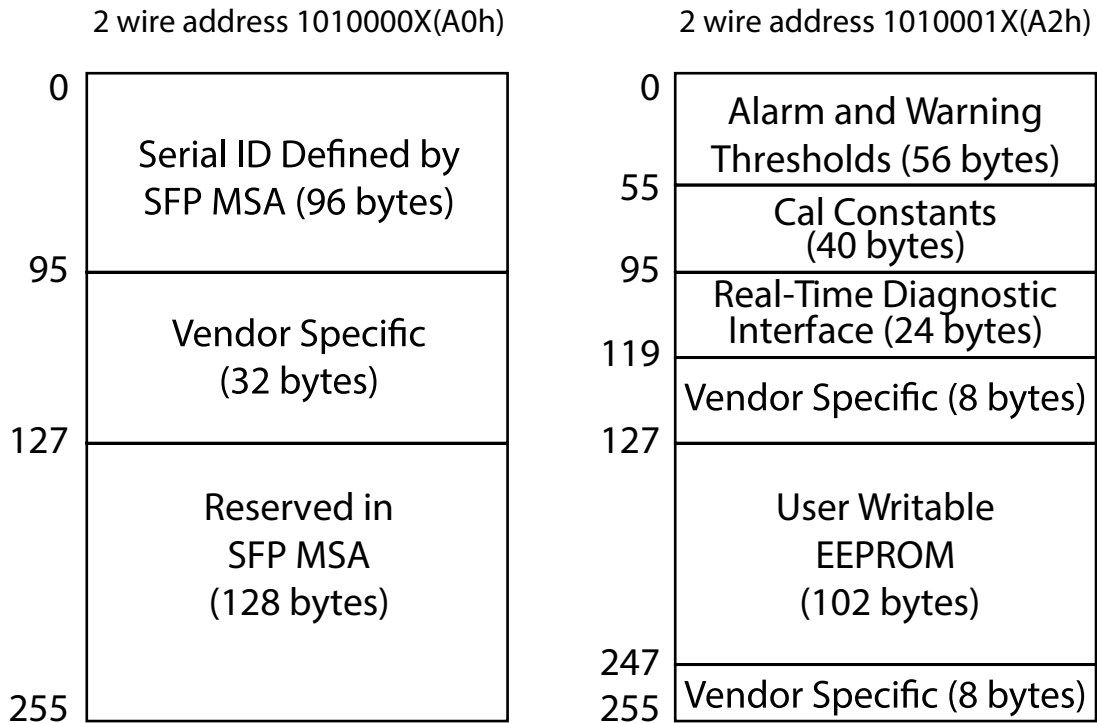 2 wire address 1010000X(A0h)
0
Serial ID Defined by
SFP MSA (96 bytes)
95
Vendor Specific
(32 bytes)
127
Reserved in
SFP MSA
(128 bytes)
255
2 wire address 1010001X(A2h)
0
Alarm and Warning
Thresholds (56 bytes)
55
Cal Constants
(40 bytes)
95
Real-Time Diagnostic
Interface (24 bytes)
119
Vendor Specific (8 bytes)
127
User Writable
EEPROM
(102 bytes)
247
Vendor Specific (8 bytes)
255